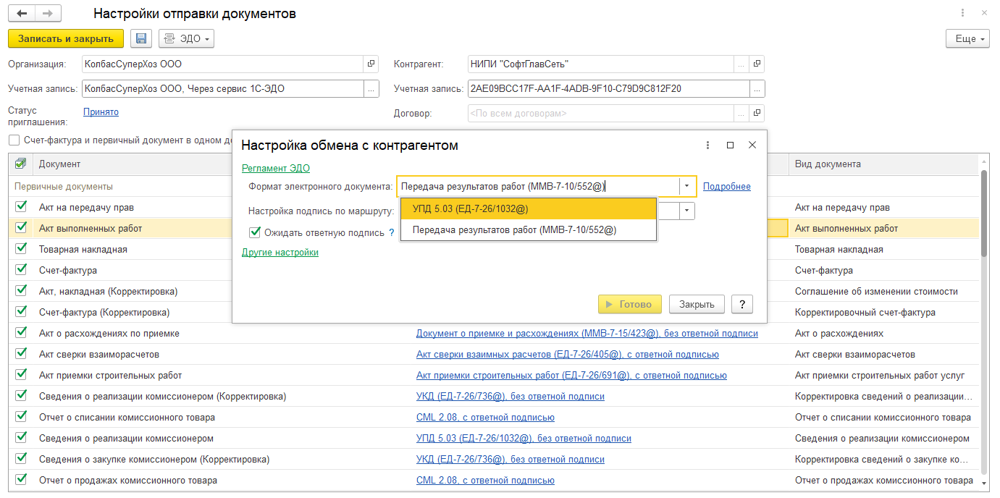 Настройки отправки документов
Записать и закрыть
ЭДО
Еще
Организация:
КолбасСуперХоз ООО
Контрагент:
НИПИ "СофтГлавСеть"
...
Учетная запись:
КолбасСуперХоз ООО, Через сервис 1С-ЭДО
...
Учетная запись:
2AE09BCC17F-AA1F-4ADB-9F10-C79D9C812F20
...
Статус
приглашения:
Принято
Договор:
<По всем договорам>
...
Счет-фактура и первичный документ в одном до
Документ
Вид документа
Первичные документы
Акт на передачу прав
Акт на передачу прав
Акт выполненных работ
Акт выполненных работ
Товарная накладная
Товарная накладная
Счет-фактура
Счет-фактура
Акт, накладная (Корректировка)
Соглашение об изменении стоимости
Счет-фактура (Корректировка)
Корректировочный счет-фактура
Настройка обмена с контрагентом
Регламент ЭДО
Формат электронного документа:
Передача результатов работ (ММВ-7-10/552@)
Подробнее
УПД 5.03 (ЕД-7-26/1032@)
Настройка подпись по маршруту:
Передача результатов работ (ММВ-7-10/552@)
Ожидать ответную подпись ?
Другие настройки
Готово
Закрыть
?
Акт о расхождениях по приемке
Документ о приемке и расхождениях (ММВ-7-15/423@), без ответной подписи
Акт о расхождениях
Акт сверки взаиморасчетов
Акт сверки взаимных расчетов (ЕД-7-26/405@), с ответной подписью
Акт сверки взаиморасчетов
Акт приемки строительных работ
Акт приемки строительных работ (ЕД-7-26/691@), с ответной подписью
Акт приемки строительных работ услуг
Сведения о реализации комиссионером (Корректировка)
УКД (ЕД-7-26/736@), без ответной подписи
Корректировка сведений о реализации...
Отчет о списании комиссионного товара
CML 2.08, с ответной подписью
Отчет о списании комиссионного товара
Сведения о реализации комиссионером
УПД 5.03 (ЕД-7-26/1032@), без ответной подписи
Сведения о реализации комиссионером
Сведения о закупке комиссионером (Корректировка)
УКД (ЕД-7-26/736@), без ответной подписи
Корректировка сведений о закупке ко...
Отчет о продажах комиссионного товара
CML 2.08, с ответной подписью
Отчет о продажах комиссионного товара